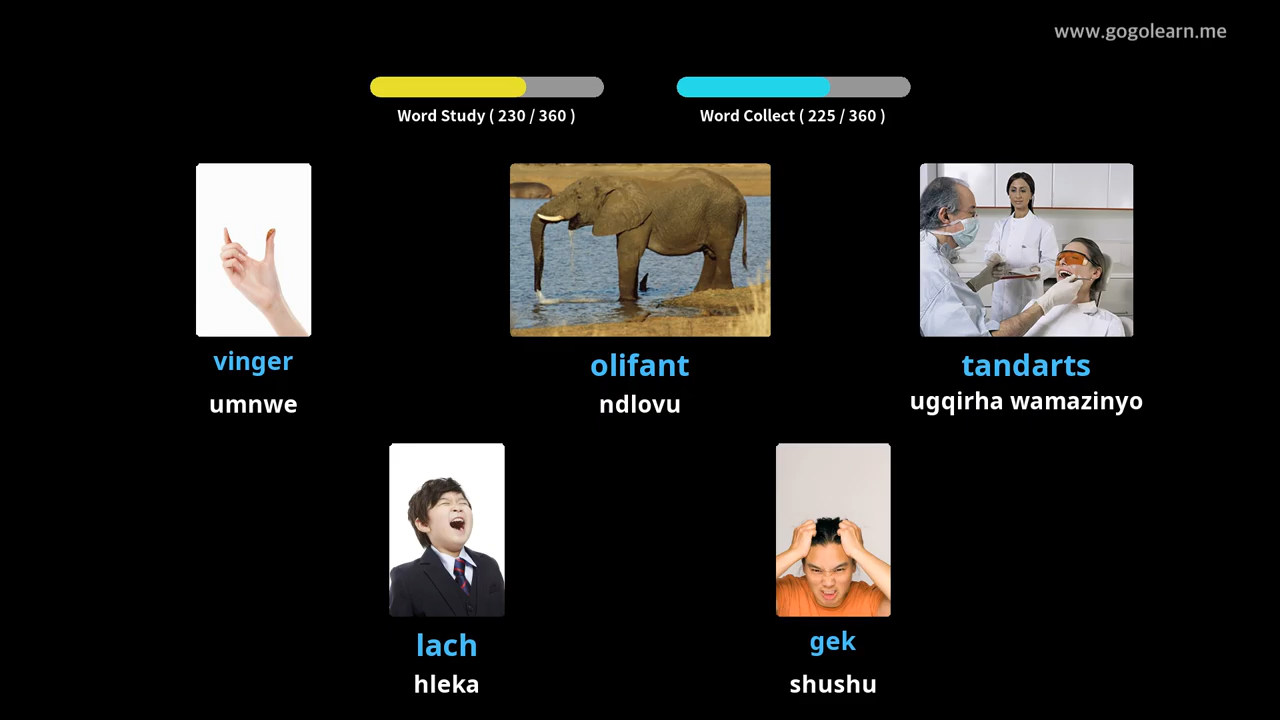 www.gogolearn.me
Word Study ( 230 / 360 )
Word Collect ( 225 / 360 )
vinger
umnwe
olifant
ndlovu
tandarts
ugqirha wamazinyo
lach
hleka
gek
shushu